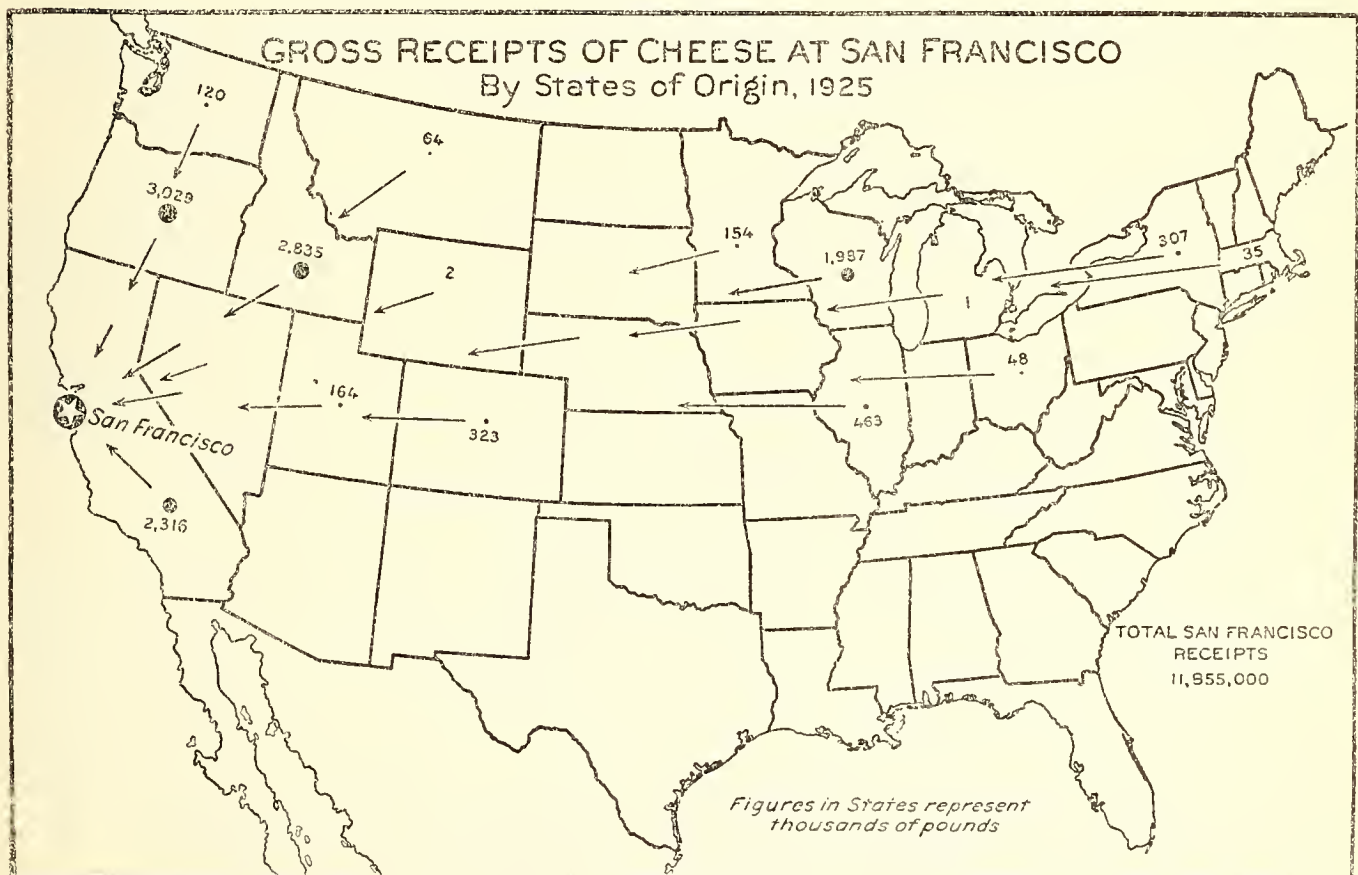 GROSS RECEIPTS OF CHEESE AT SAN FRANCISCO
By States of Origin, 1925
120
64
3,029
2,835
2
154
1,987
307
35
1
48
164
323
463
San Francisco
2,316
TOTAL SAN FRANCISCO
RECEIPTS
11,855,000
Figures in States represent
thousands of pounds